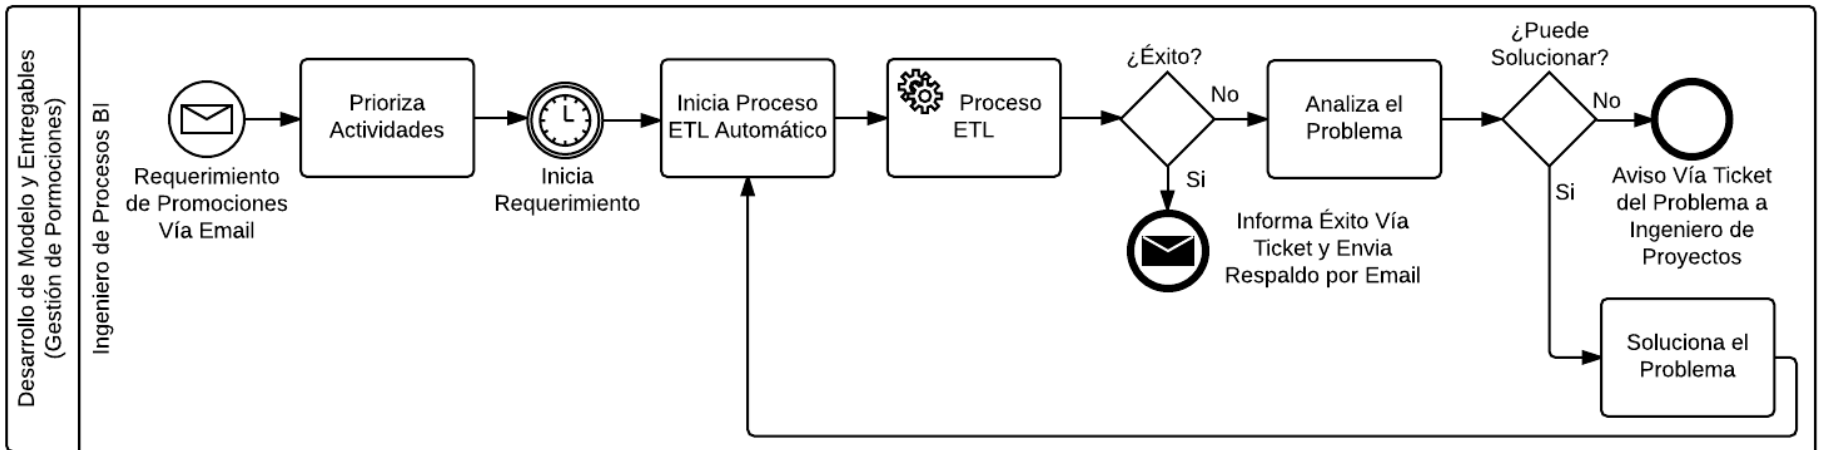 Desarrollo de Modelo y Entregables
(Gestión de Pormociones)
Ingeniero de Procesos BI
Requerimiento
de Promociones
Vía Email
Prioriza
Actividades
Inicia
Requerimiento
Inicia Proceso
ETL Automático
Proceso
ETL
¿Éxito?
No
Si
Informa Éxito Vía
Ticket y Envia
Respaldo por Email
Analiza el
Problema
¿Puede
Solucionar?
No
Si
Aviso Vía Ticket
del Problema a
Ingeniero de
Proyectos
Soluciona el
Problema